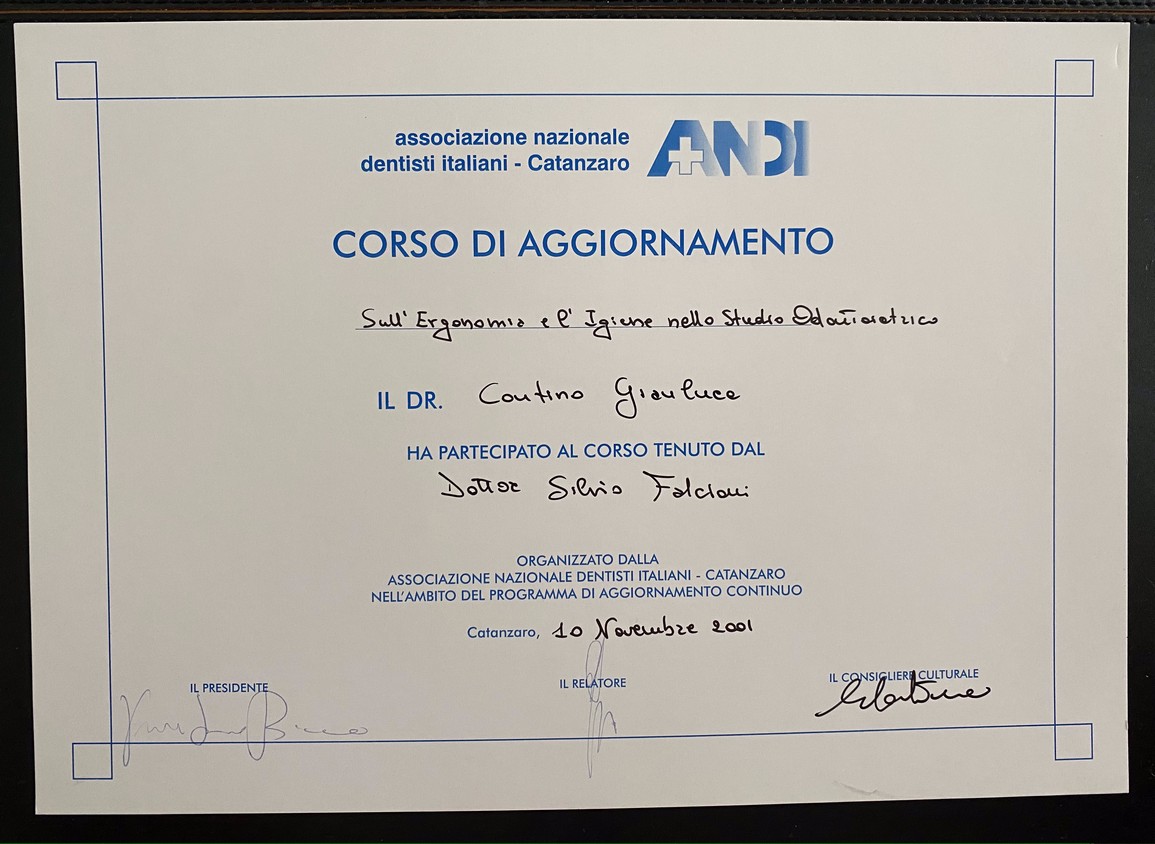 associazione nazionale
dentisti italiani - Catanzaro
ANDI
CORSO DI AGGIORNAMENTO
Sull' Ergonomia e l' Igiene nello Studio Odontoiatrico
IL DR. Contino Gianluca
HA PARTECIPATO AL CORSO TENUTO DAL
Dottor Silvio Falcioni
ORGANIZZATO DALLA
ASSOCIAZIONE NAZIONALE DENTISTI ITALIANI - CATANZARO
NELL'AMBITO DEL PROGRAMMA DI AGGIORNAMENTO CONTINUO
Catanzaro, 10 Novembre 2001
IL PRESIDENTE
IL RELATORE
IL CONSIGLIERE CULTURALE